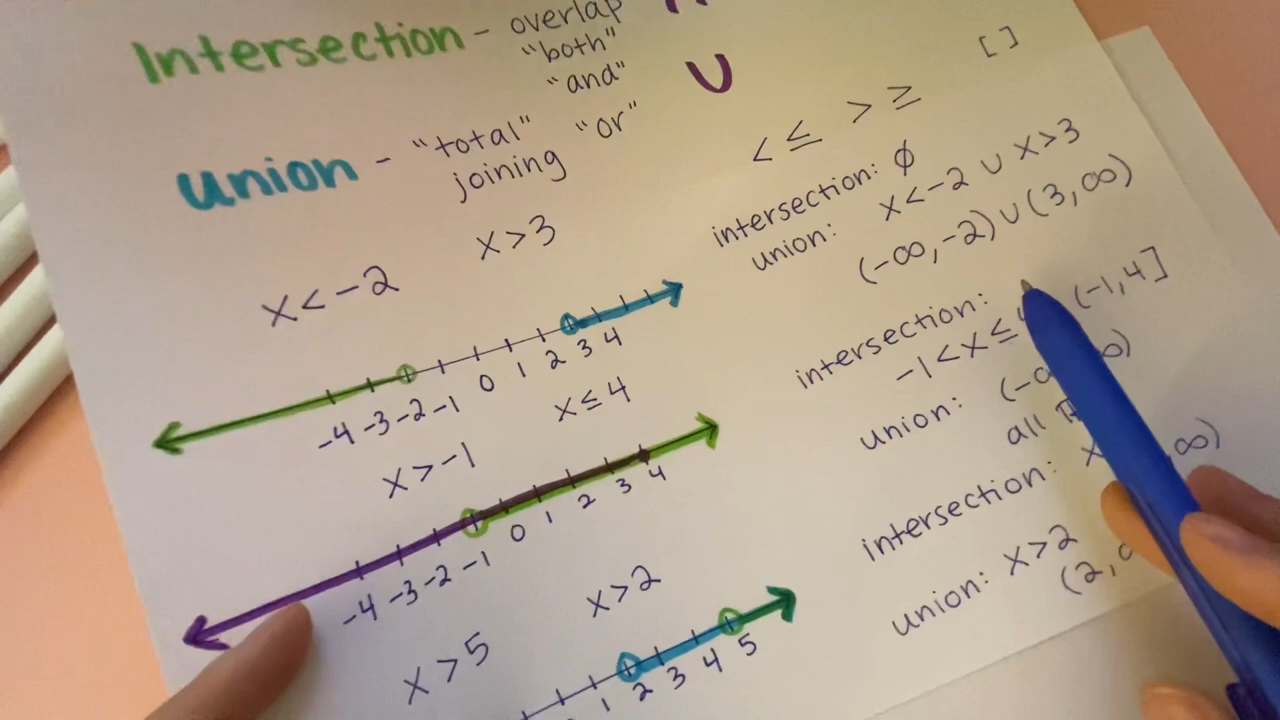 Intersection - overlap
"both"
"and"
∪
[ ]
union - "total" "or"
joining
< ≤ > ≥
intersection: ∅
union: x<-2 ∪ x>3
(-∞,-2)∪(3,∞)
x<-2
x>3
-4 -3 -2 -1 0 1 2 3 4
intersection:
-1<x≤ (-1,4]
union:
all
x>-1
x≤4
-4 -3 -2 -1 0 1 2 3 4
intersection: x ∞)
union: x>2
(2,
x>5
x>2
1 2 3 4 5